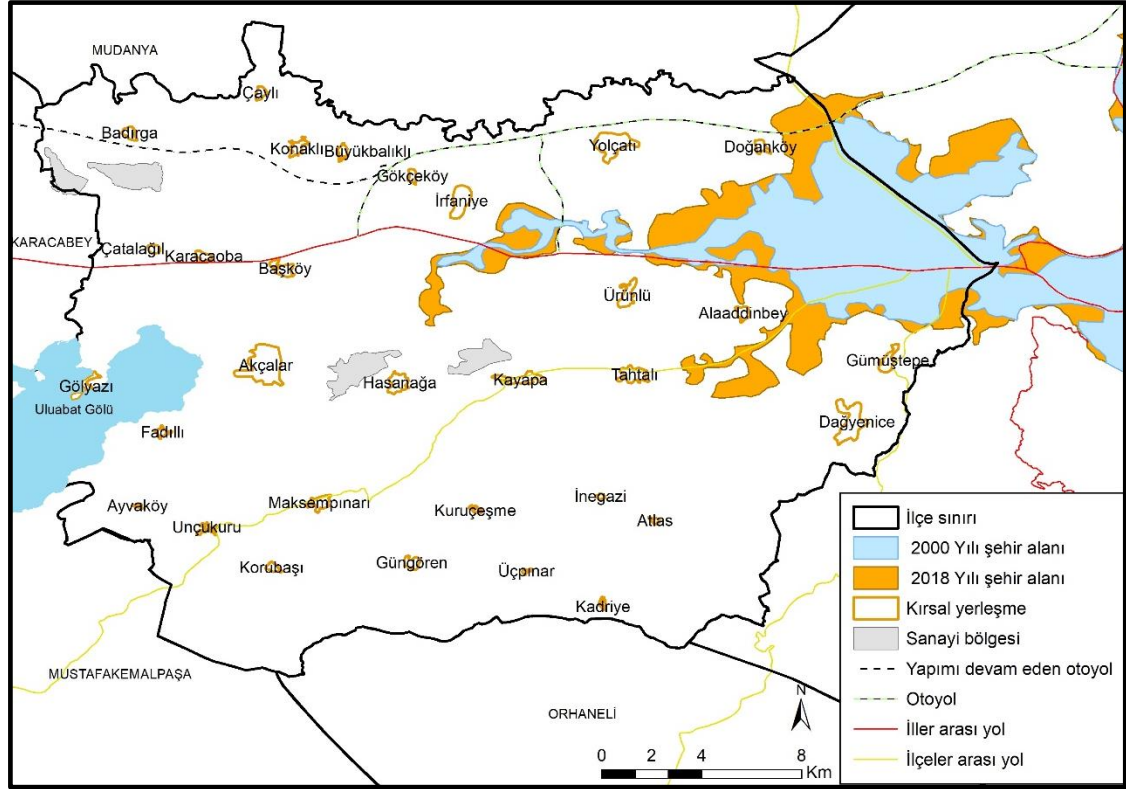 MUDANYA
Çaylı
Badırga
Konaklı
Büyükbalıklı
Yolçatı
Doğanköy
Gökçeköy
İrfaniye
KARACABEY
Çatalağıl
Karacaoba
Başköy
Ürünlü
Alaaddinbey
Akçalar
Gölyazı
Hasanağa
Kayapa
Tahtalı
Gümüştepe
Uluabat Gölü
Fadıllı
Dağyenice
Ayvaköy
Maksempınarı
Kuruçeşme
İnegazi
Unçukuru
Atlas
Korubaşı
Güngören
Üçpınar
Kadriye
MUSTAFAKEMALPAŞA
ORHANELİ
N
0 2 4 8
Km
İlçe sınırı
2000 Yılı şehir alanı
2018 Yılı şehir alanı
Kırsal yerleşme
Sanayi bölgesi
Yapımı devam eden otoyol
Otoyol
İller arası yol
İlçeler arası yol